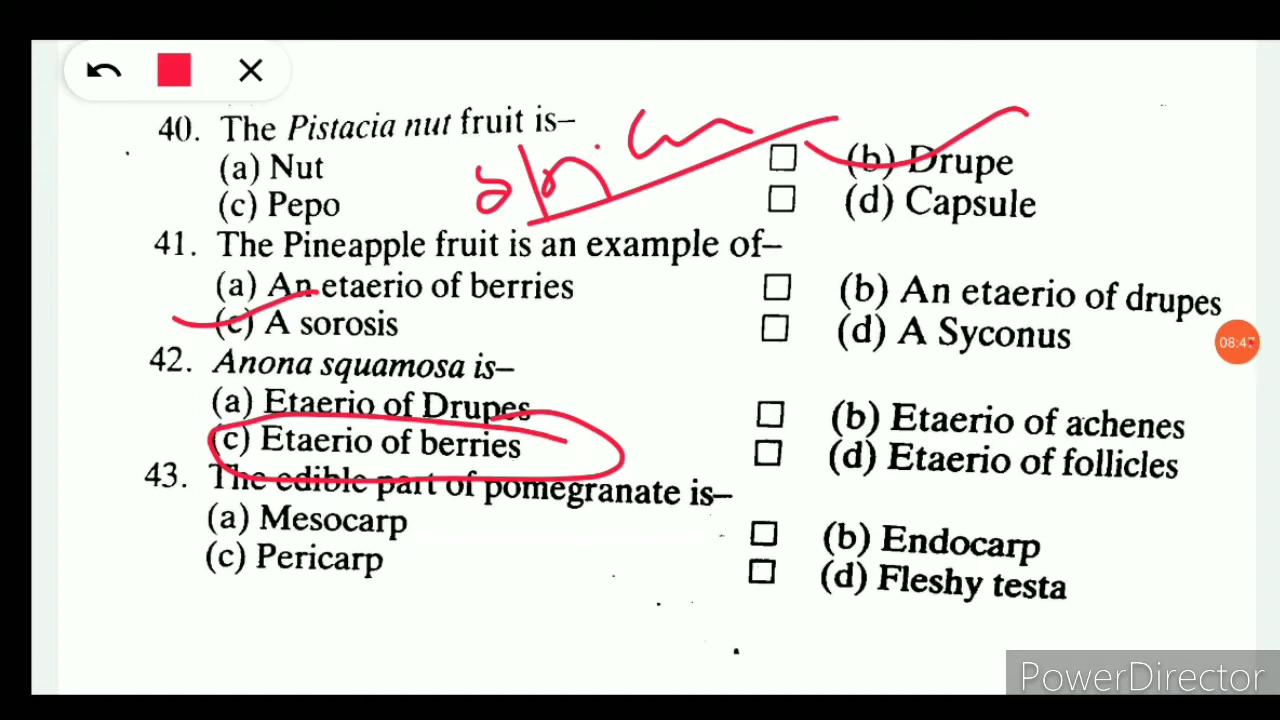 40. The Pistacia nut fruit is–
(a) Nut
(b) Drupe
(c) Pepo
(d) Capsule
41. The Pineapple fruit is an example of–
(a) An etaerio of berries
(b) An etaerio of drupes
(c) A sorosis
(d) A Syconus
08:47
42. Anona squamosa is–
(a) Etaerio of Drupes
(b) Etaerio of achenes
(c) Etaerio of berries
(d) Etaerio of follicles
43. The edible part of pomegranate is–
(a) Mesocarp
(b) Endocarp
(c) Pericarp
(d) Fleshy testa
PowerDirector